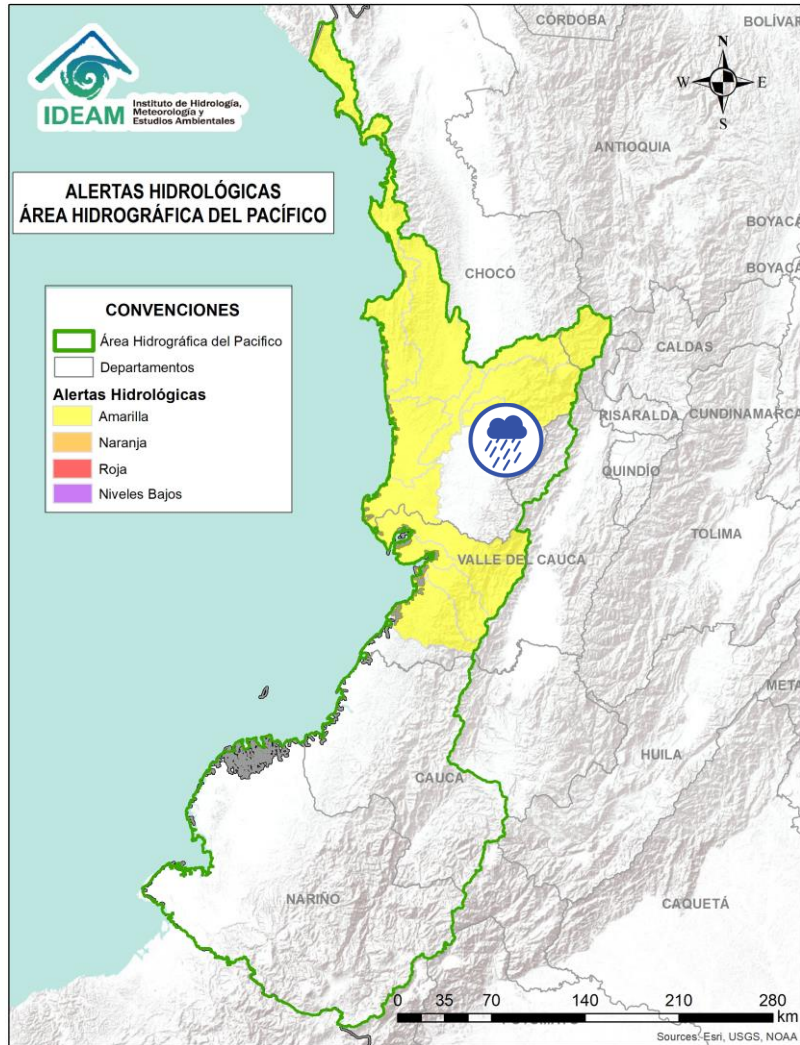 CÓRDOBA
BOLÍVAR
IDEAM
Instituto de Hidrología,
Meteorología y
Estudios Ambientales
N
W
E
S
ANTIOQUIA
ALERTAS HIDROLÓGICAS
ÁREA HIDROGRÁFICA DEL PACÍFICO
BOYACÁ
BOYACÁ
CHOCÓ
CONVENCIONES
Área Hidrográfica del Pacifico
Departamentos
Alertas Hidrológicas
Amarilla
Naranja
Roja
Niveles Bajos
CALDAS
RISARALDA
CUNDINAMARCA
QUINDÍO
TOLIMA
VALLE DEL CAUCA
META
HUILA
CAUCA
NARIÑO
CAQUETÁ
0 35 70 140 210 280
km
Sources: Esri, USGS, NOAA